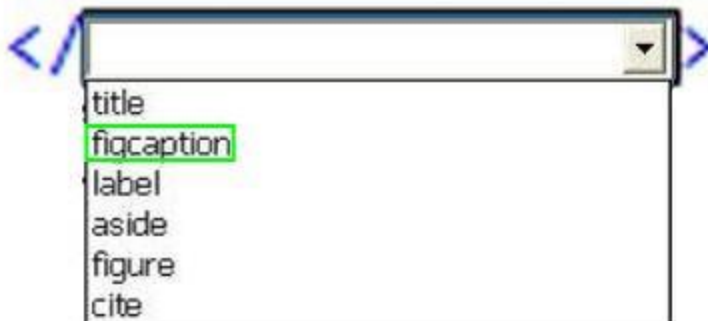 </ >
title
figcaption
label
aside
figure
cite